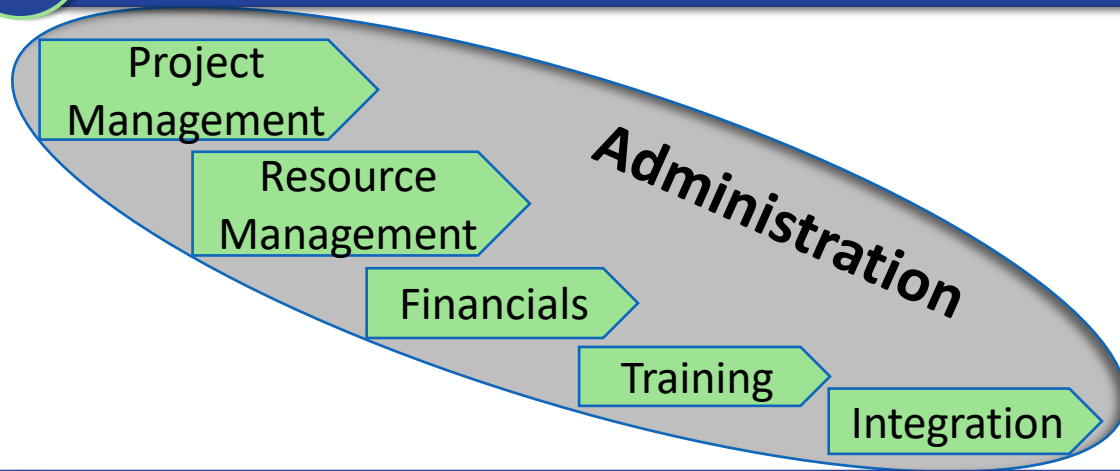 Project
Management
Administration
Resource
Management
Financials
Training
Integration